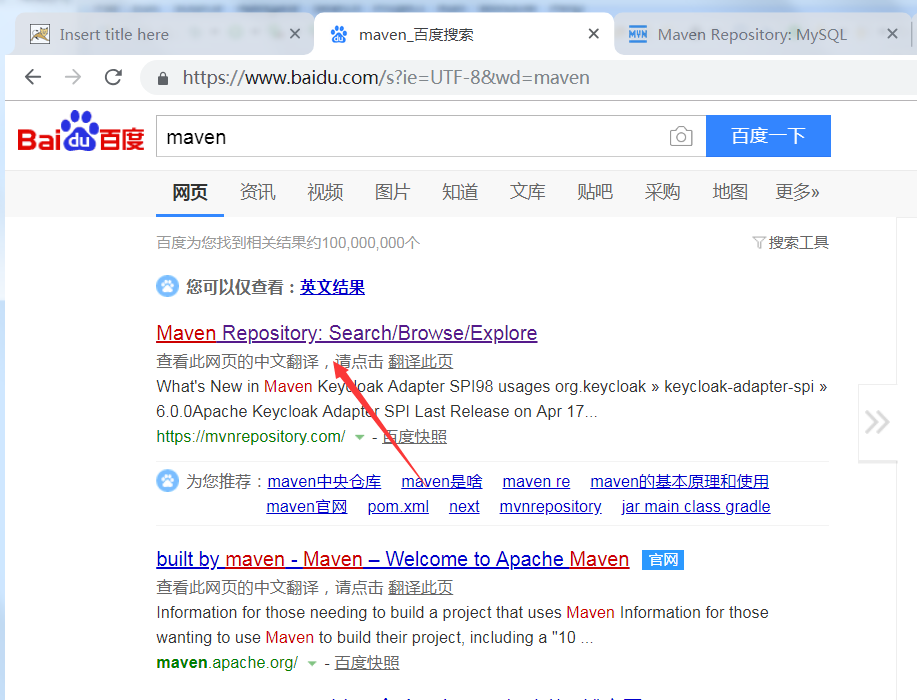 Insert title here
maven_百度搜索
Maven Repository: MySQL
https://www.baidu.com/s?ie=UTF-8&wd=maven
Bai du 百度
maven
百度一下
网页 资讯 视频 图片 知道 文库 贴吧 采购 地图 更多»
百度为您找到相关结果约100,000,000个
搜索工具
您可以仅查看：英文结果
Maven Repository: Search/Browse/Explore
查看此网页的中文翻译，请点击 翻译此页
What's New in Maven Keycloak Adapter SPI98 usages org.keycloak » keycloak-adapter-spi »
6.0.0Apache Keycloak Adapter SPI Last Release on Apr 17...
https://mvnrepository.com/ - 百度快照
为您推荐：maven中央仓库 maven是啥 maven re maven的基本原理和使用
maven官网 pom.xml next mvnrepository jar main class gradle
built by maven - Maven – Welcome to Apache Maven 官网
查看此网页的中文翻译，请点击 翻译此页
Information for those needing to build a project that uses Maven Information for those
wanting to use Maven to build their project, including a "10 ...
maven.apache.org/ - 百度快照